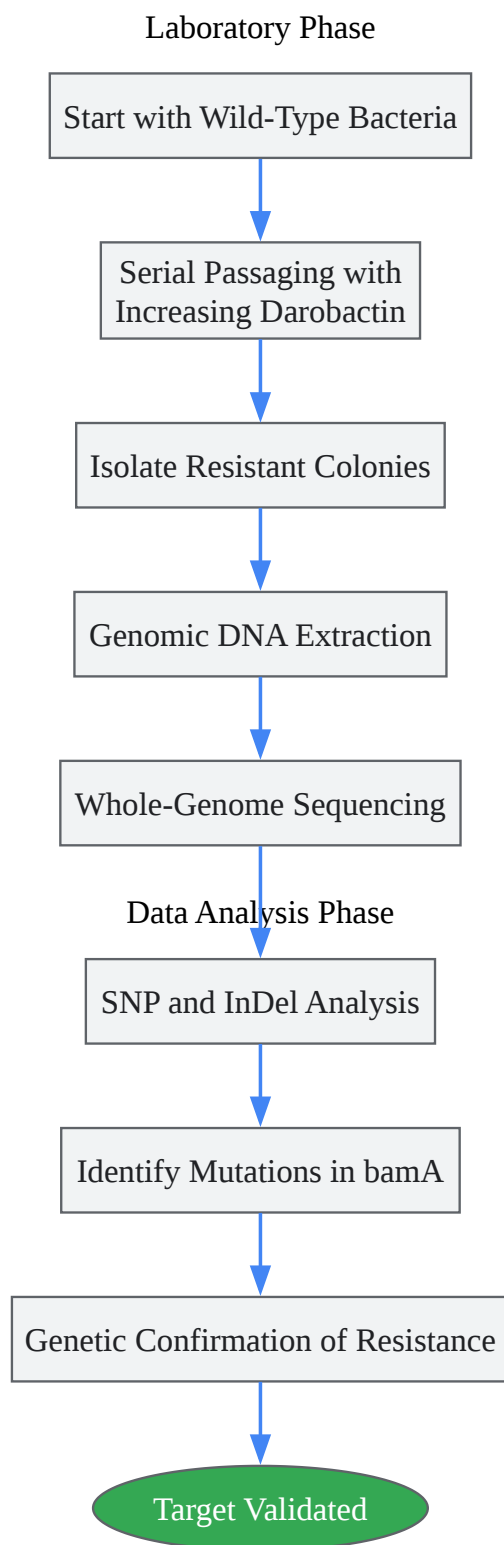 Laboratory Phase
Start with Wild-Type Bacteria
Serial Passaging with
Increasing Darobactin
Isolate Resistant Colonies
Genomic DNA Extraction
Whole-Genome Sequencing
Data Analysis Phase
SNP and InDel Analysis
Identify Mutations in bamA
Genetic Confirmation of Resistance
Target Validated